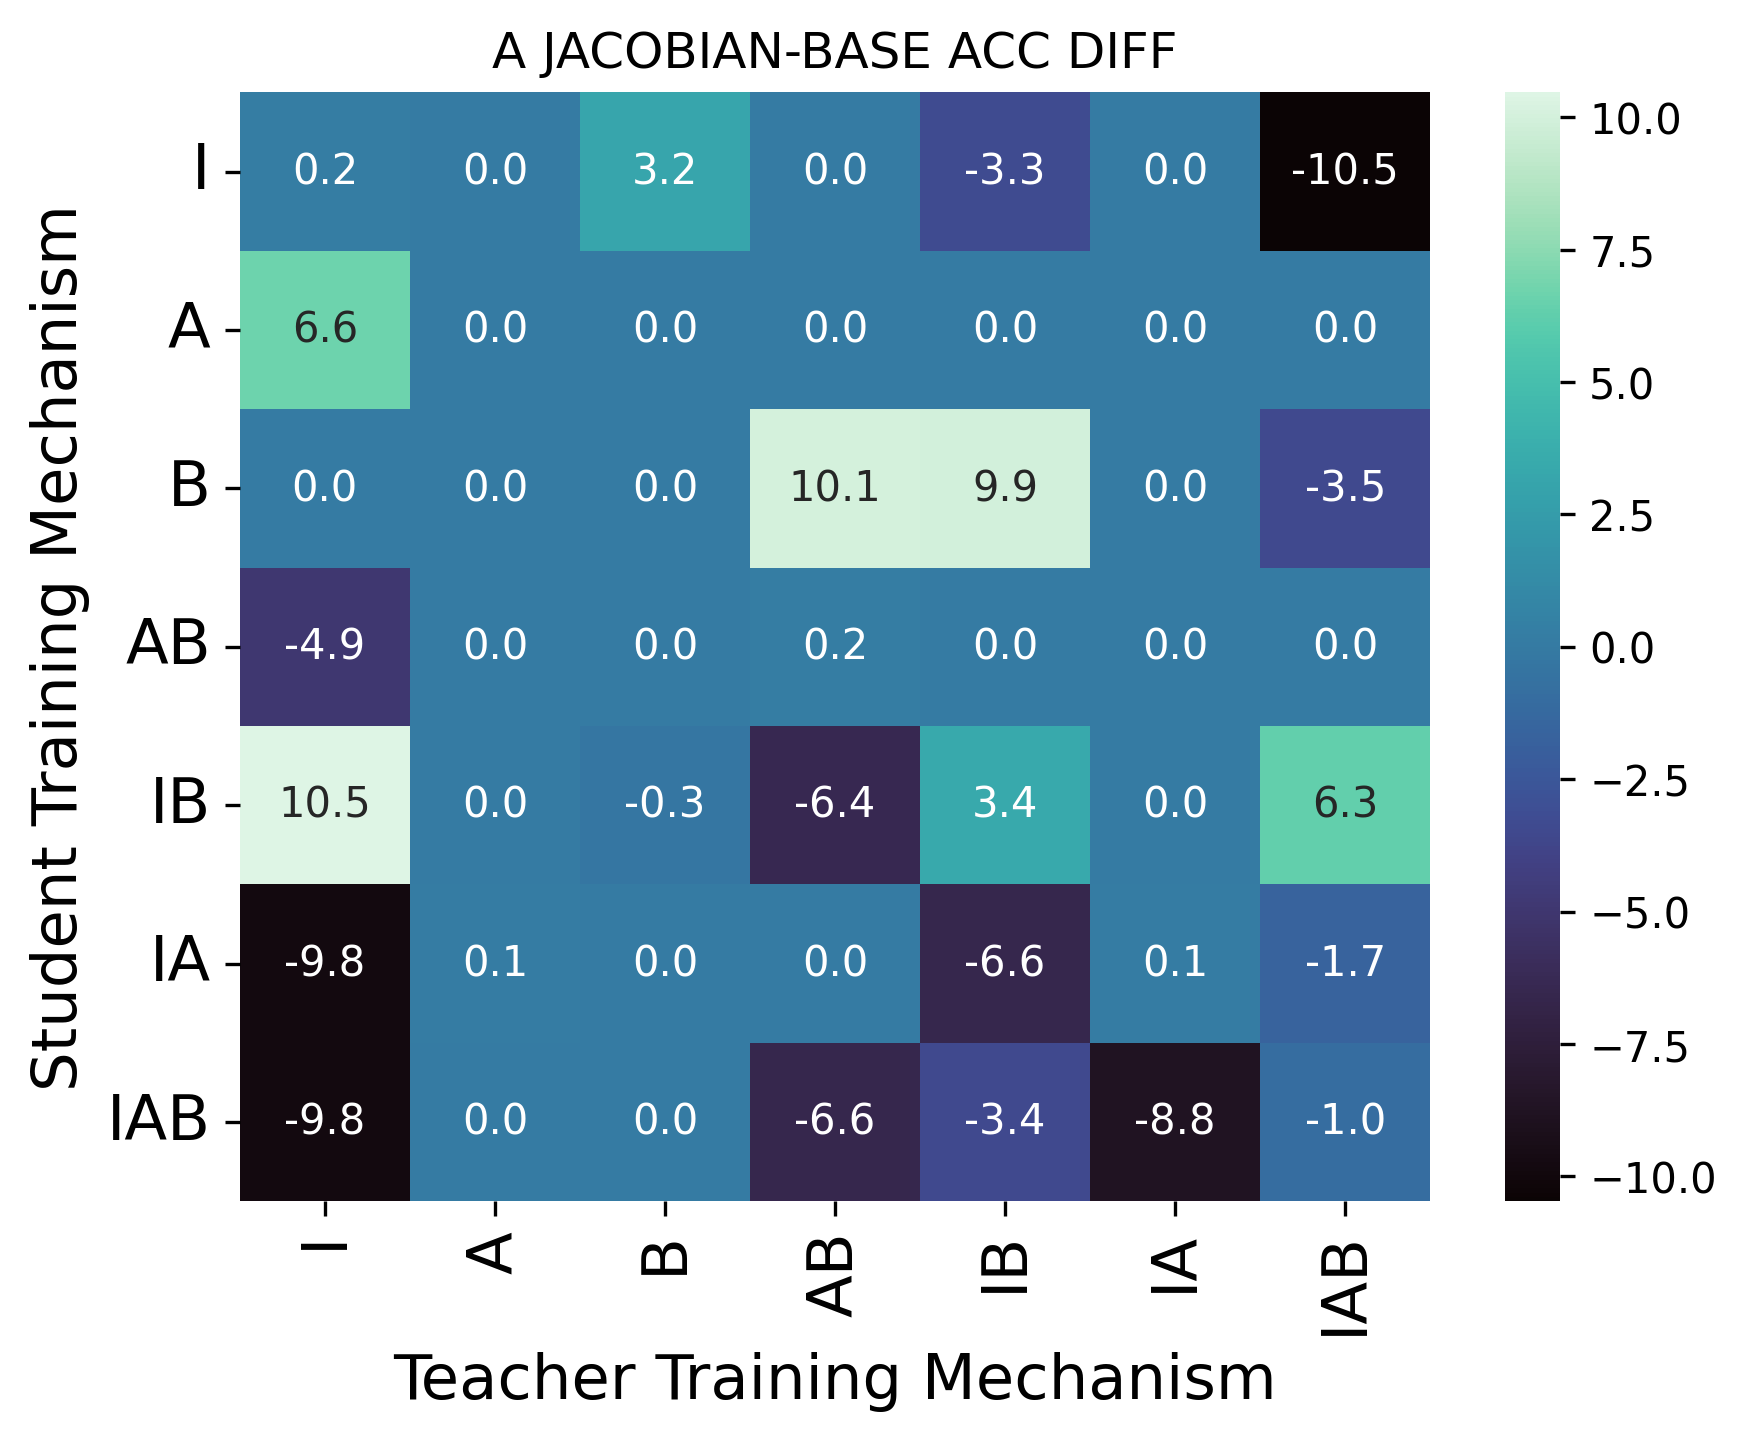 A JACOBIAN-BASE ACC DIFF
Student Training Mechanism
I 0.2 0.0 3.2 0.0 -3.3 0.0 -10.5
A 6.6 0.0 0.0 0.0 0.0 0.0 0.0
B 0.0 0.0 0.0 10.1 9.9 0.0 -3.5
AB -4.9 0.0 0.0 0.2 0.0 0.0 0.0
IB 10.5 0.0 -0.3 -6.4 3.4 0.0 6.3
IA -9.8 0.1 0.0 0.0 -6.6 0.1 -1.7
IAB -9.8 0.0 0.0 -6.6 -3.4 -8.8 -1.0
I A B AB IB IA IAB
Teacher Training Mechanism
10.0
7.5
5.0
2.5
0.0
−2.5
−5.0
−7.5
−10.0